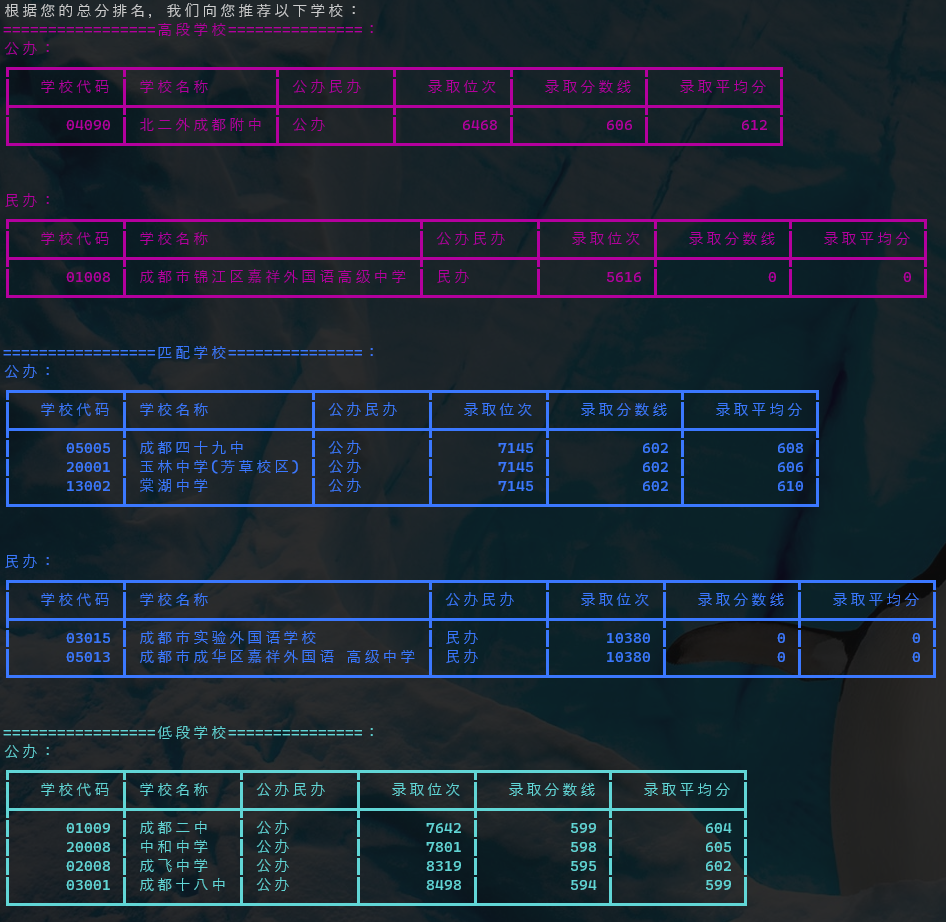 根据您的总分排名, 我们向您推荐以下学校：
=================高段学校===============：
公办：
学校代码 学校名称 公办民办 录取位次 录取分数线 录取平均分
04090 北二外成都附中 公办 6468 606 612
民办：
学校代码 学校名称 公办民办 录取位次 录取分数线 录取平均分
01008 成都市锦江区嘉祥外国语高级中学 民办 5616 0 0
=================匹配学校===============：
公办：
学校代码 学校名称 公办民办 录取位次 录取分数线 录取平均分
05005 成都四十九中 公办 7145 602 608
20001 玉林中学(芳草校区) 公办 7145 602 606
13002 棠湖中学 公办 7145 602 610
民办：
学校代码 学校名称 公办民办 录取位次 录取分数线 录取平均分
03015 成都市实验外国语学校 民办 10380 0 0
05013 成都市成华区嘉祥外国语 高级中学 民办 10380 0 0
=================低段学校===============：
公办：
学校代码 学校名称 公办民办 录取位次 录取分数线 录取平均分
01009 成都二中 公办 7642 599 604
20008 中和中学 公办 7801 598 605
02008 成飞中学 公办 8319 595 602
03001 成都十八中 公办 8498 594 599